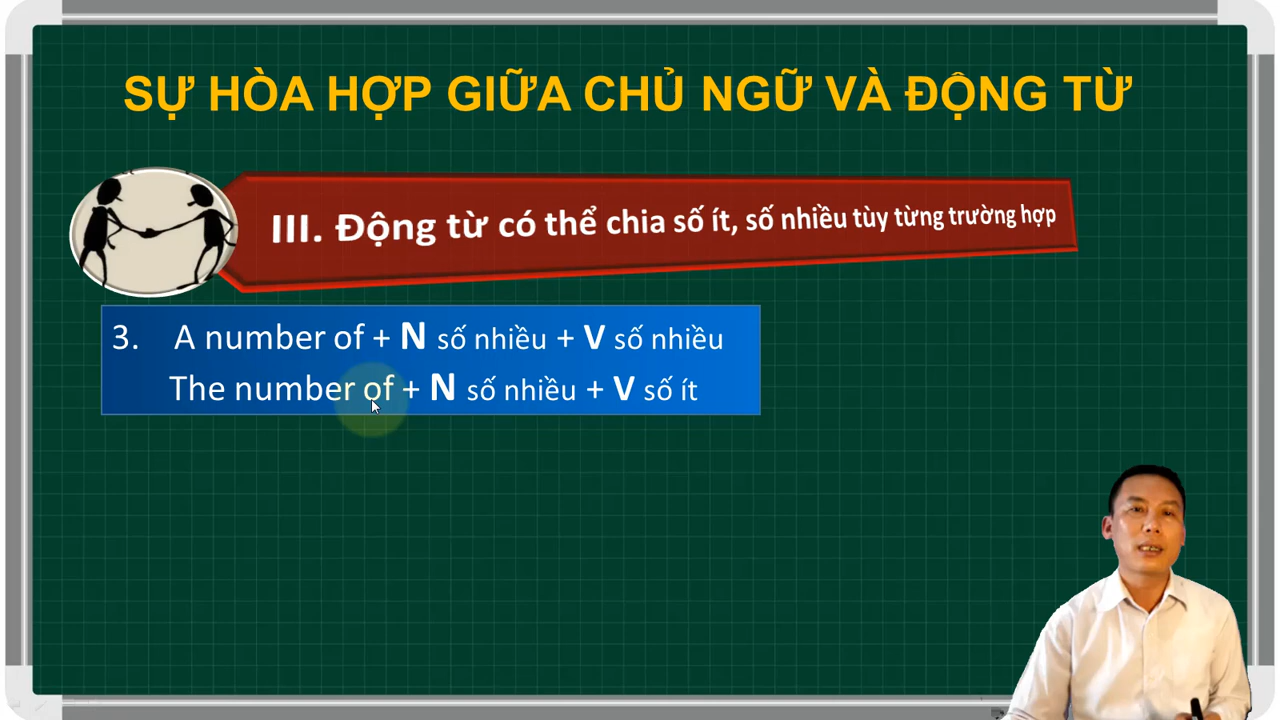 SỰ HÒA HỢP GIỮA CHỦ NGỮ VÀ ĐỘNG TỪ
III. Động từ có thể chia số ít, số nhiều tùy từng trường hợp
3. A number of + N số nhiều + V số nhiều
The number of + N số nhiều + V số ít